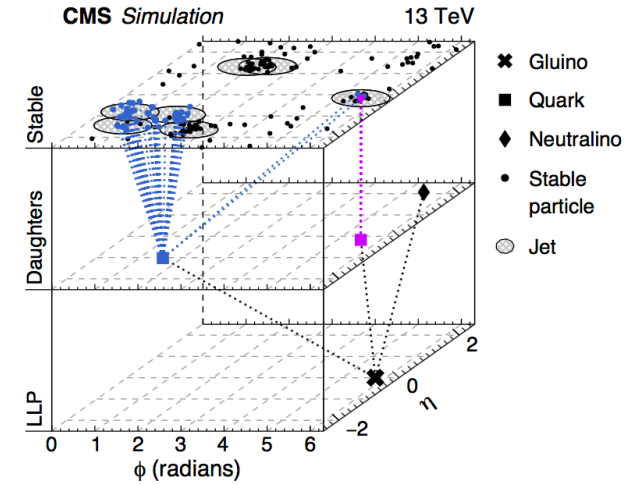 CMS Simulation 13 TeV
Stable
Daughters
LLP
Gluino
Quark
Neutralino
Stable
particle
Jet
2
0
−2
η
0 1 2 3 4 5 6
ϕ (radians)